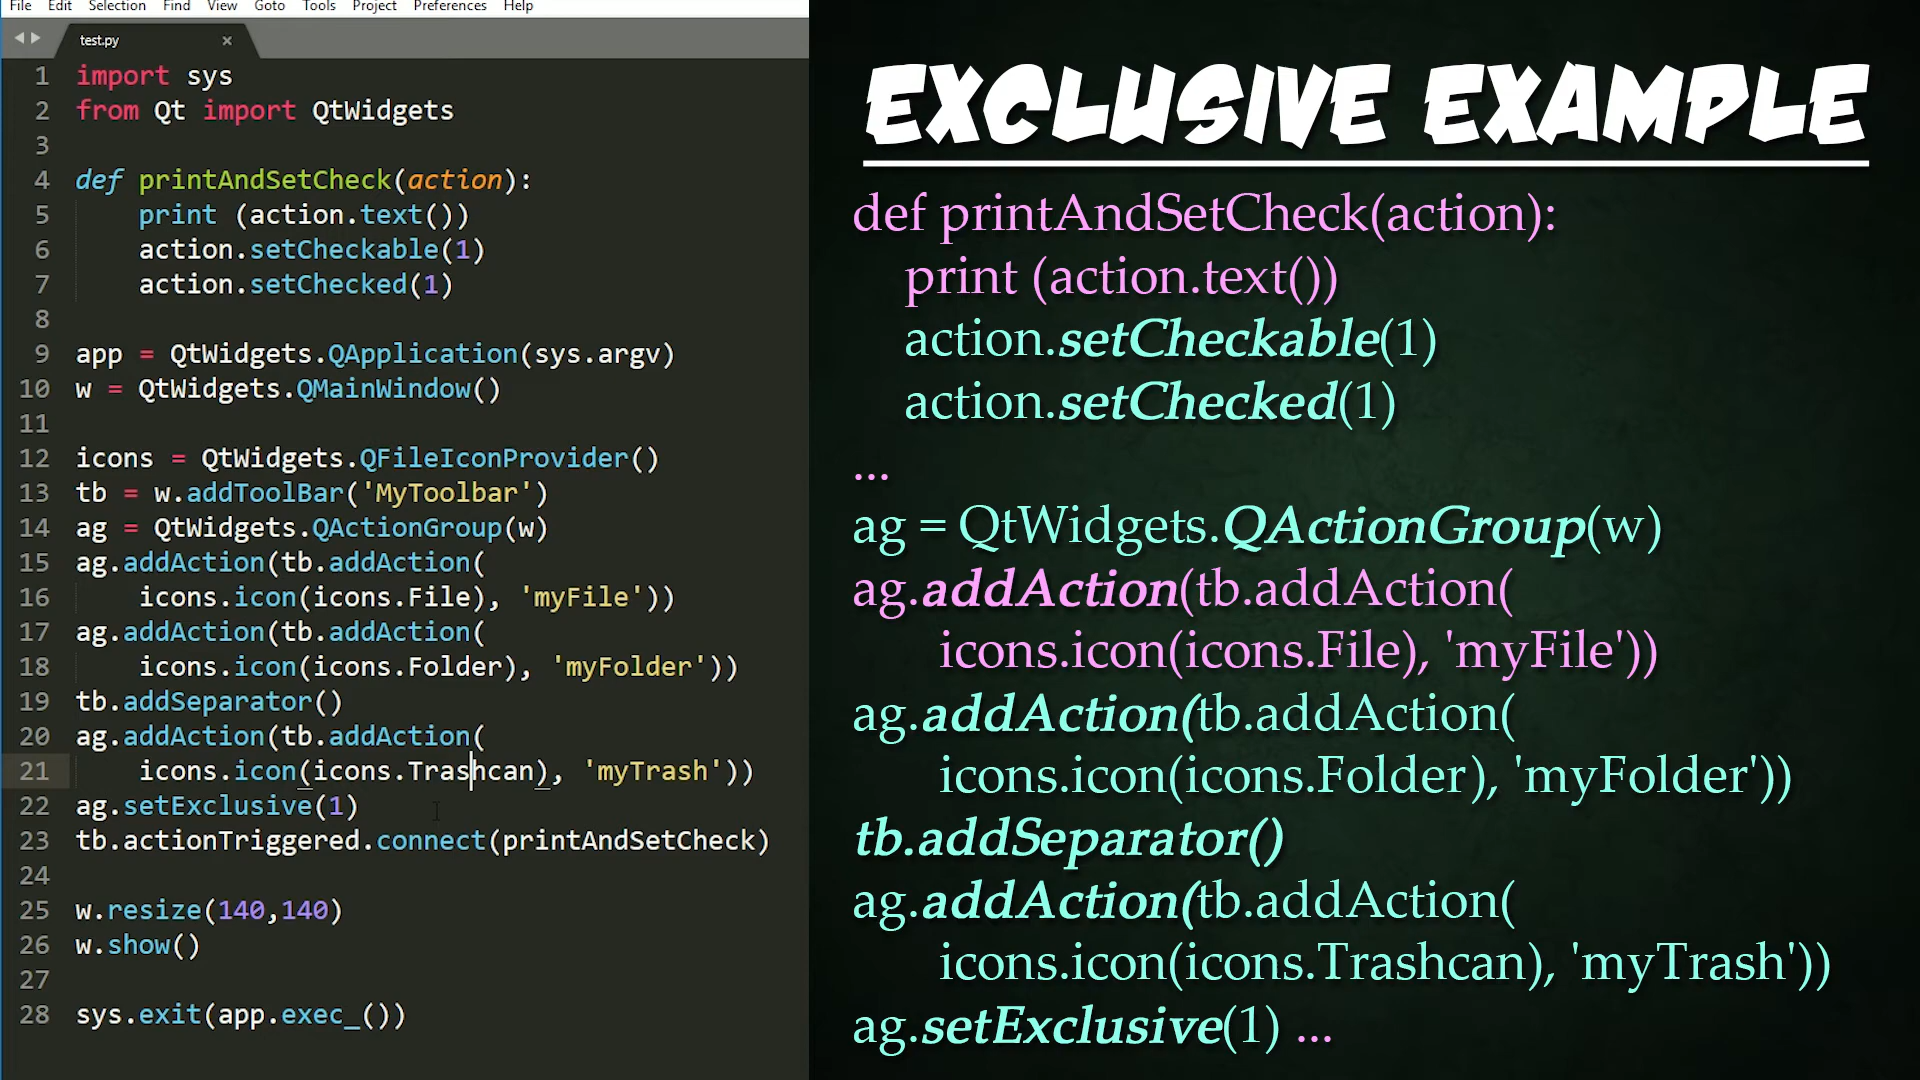 File Edit Selection Find View Goto Tools Project Preferences Help
test.py ×
1 import sys
2 from Qt import QtWidgets
3
4 def printAndSetCheck(action):
5     print (action.text())
6     action.setCheckable(1)
7     action.setChecked(1)
8
9 app = QtWidgets.QApplication(sys.argv)
10 w = QtWidgets.QMainWindow()
11
12 icons = QtWidgets.QFileIconProvider()
13 tb = w.addToolBar('MyToolbar')
14 ag = QtWidgets.QActionGroup(w)
15 ag.addAction(tb.addAction(
16     icons.icon(icons.File), 'myFile'))
17 ag.addAction(tb.addAction(
18     icons.icon(icons.Folder), 'myFolder'))
19 tb.addSeparator()
20 ag.addAction(tb.addAction(
21     icons.icon(icons.Trashcan), 'myTrash'))
22 ag.setExclusive(1)
23 tb.actionTriggered.connect(printAndSetCheck)
24
25 w.resize(140,140)
26 w.show()
27
28 sys.exit(app.exec_())
EXCLUSIVE EXAMPLE
def printAndSetCheck(action):
    print (action.text())
    action.setCheckable(1)
    action.setChecked(1)
...
ag = QtWidgets.QActionGroup(w)
ag.addAction(tb.addAction(
    icons.icon(icons.File), 'myFile'))
ag.addAction(tb.addAction(
    icons.icon(icons.Folder), 'myFolder'))
tb.addSeparator()
ag.addAction(tb.addAction(
    icons.icon(icons.Trashcan), 'myTrash'))
ag.setExclusive(1) ...